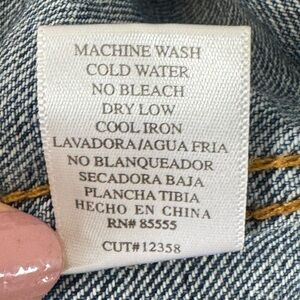 MACHINE WASH
COLD WATER
NO BLEACH
DRY LOW
COOL IRON
LAVADORA/AGUA FRIA
NO BLANQUEADOR
SECADORA BAJA
PLANCHA TIBIA
HECHO EN CHINA
RN# 85555
CUT#12358